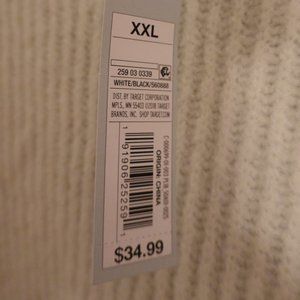 XXL
259 03 0339
WHITE/BLACK/560888
DIST. BY TARGET CORPORATION
MPLS., MN 55403 ©2018 TARGET
BRANDS, INC. SHOP TARGET.COM
ORIGIN: CHINA
$34.99